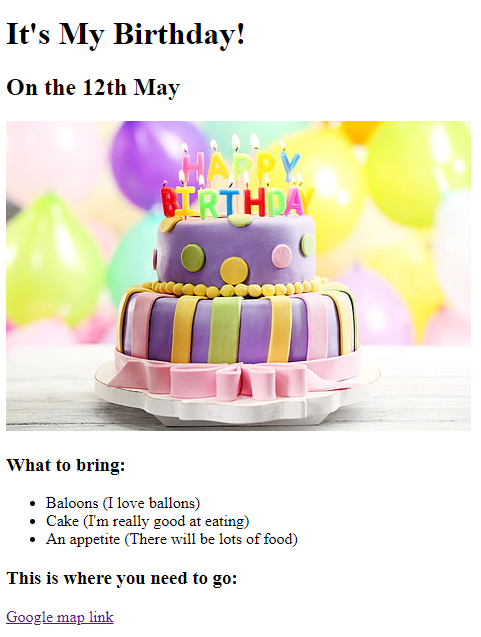 It's My Birthday!
On the 12th May
HAPPY
BIRTHDAY
What to bring:
Baloons (I love ballons)
Cake (I'm really good at eating)
An appetite (There will be lots of food)
This is where you need to go:
Google map link